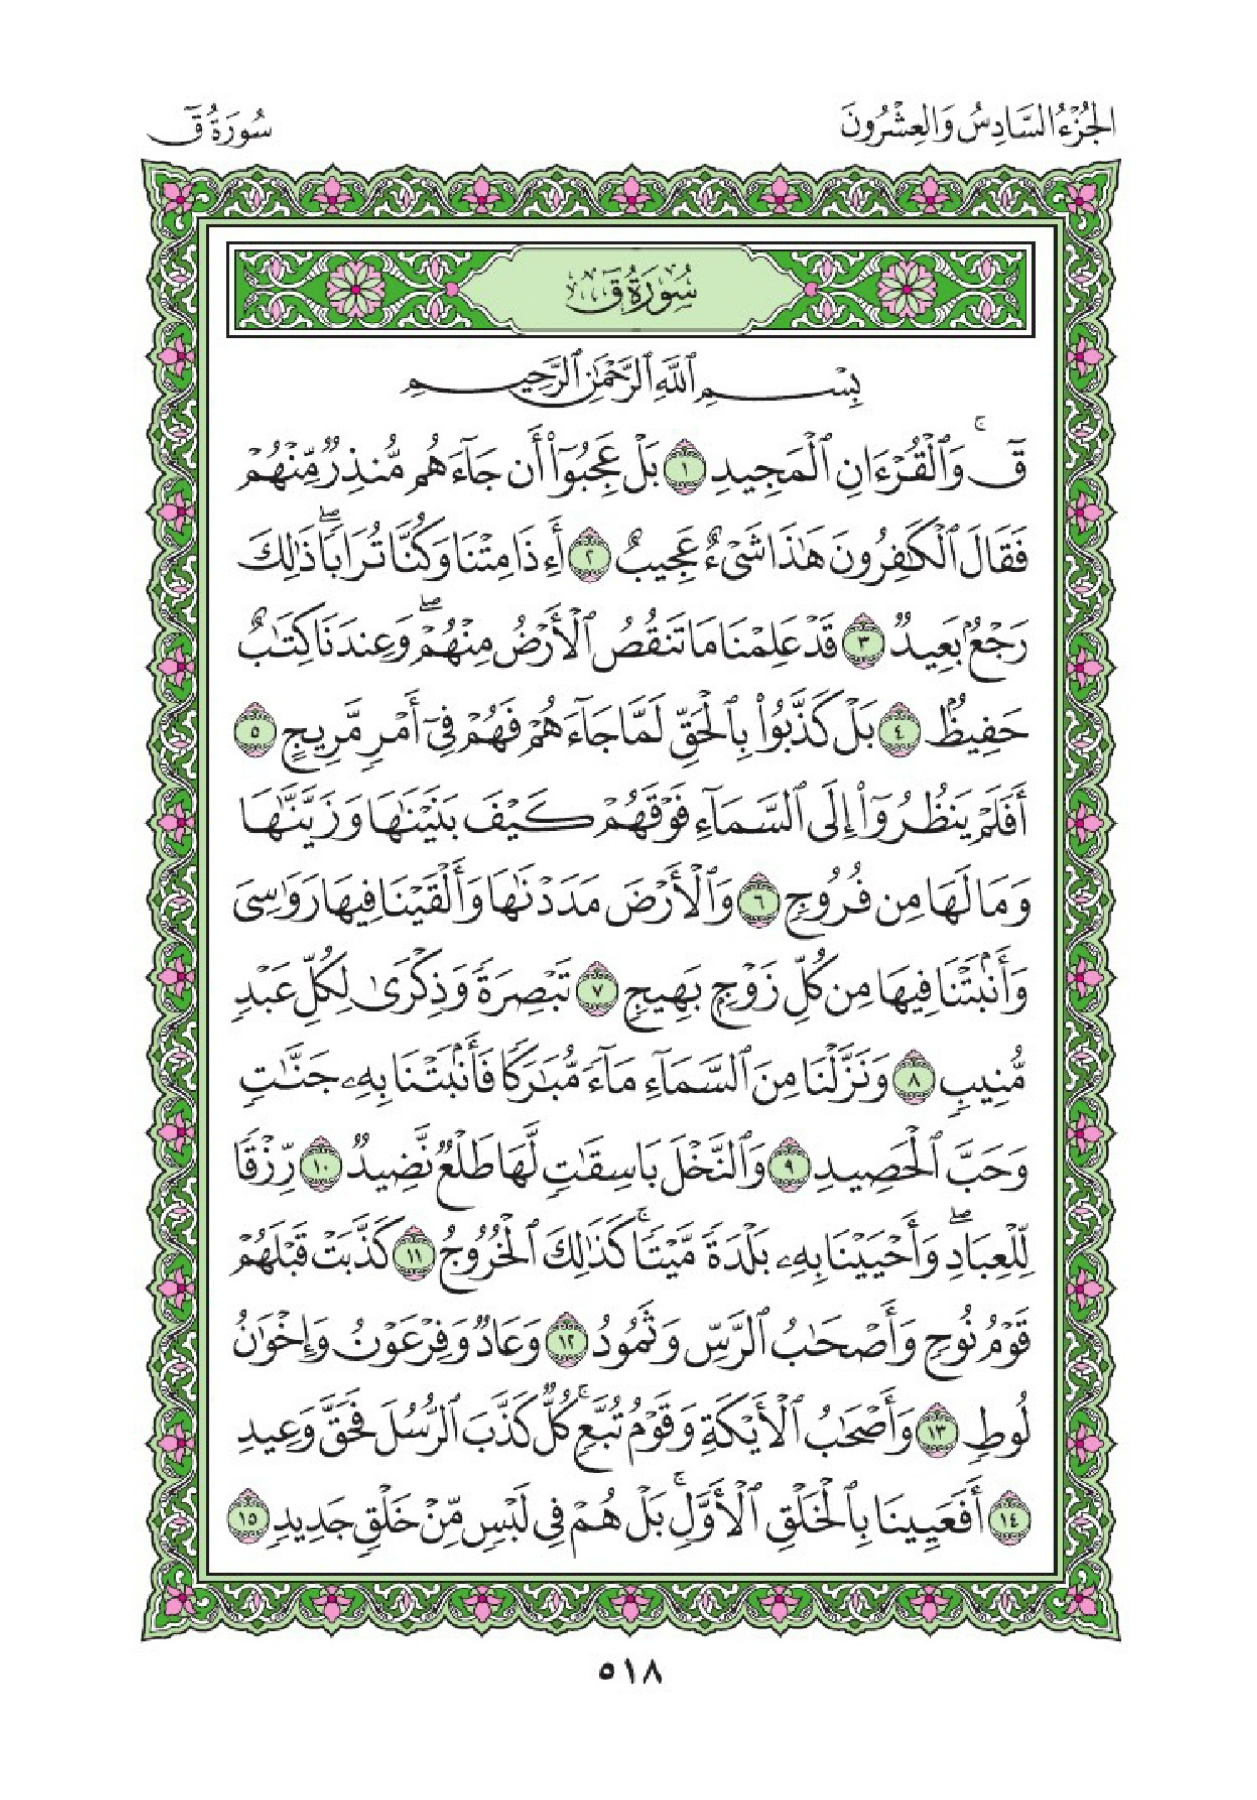 الجُزْءُ السَّادِسُ وَالعِشْرُونَ
سُورَةُ قٓ
سُورَةُ قٓ
بِسْمِ ٱللَّهِ ٱلرَّحْمَٰنِ ٱلرَّحِيمِ
قٓۚ وَٱلْقُرْءَانِ ٱلْمَجِيدِ ١ بَلْ عَجِبُوٓا۟ أَن جَآءَهُم مُّنذِرٌ مِّنْهُمْ
فَقَالَ ٱلْكَٰفِرُونَ هَٰذَا شَىْءٌ عَجِيبٌ ٢ أَءِذَا مِتْنَا وَكُنَّا تُرَابًاۖ ذَٰلِكَ
رَجْعٌۢ بَعِيدٌ ٣ قَدْ عَلِمْنَا مَا تَنقُصُ ٱلْأَرْضُ مِنْهُمْۖ وَعِندَنَا كِتَٰبٌ
حَفِيظٌۢ ٤ بَلْ كَذَّبُوا۟ بِٱلْحَقِّ لَمَّا جَآءَهُمْ فَهُمْ فِىٓ أَمْرٍ مَّرِيجٍ ٥
أَفَلَمْ يَنظُرُوٓا۟ إِلَى ٱلسَّمَآءِ فَوْقَهُمْ كَيْفَ بَنَيْنَٰهَا وَزَيَّنَّٰهَا
وَمَا لَهَا مِن فُرُوجٍ ٦ وَٱلْأَرْضَ مَدَدْنَٰهَا وَأَلْقَيْنَا فِيهَا رَوَٰسِىَ
وَأَنۢبَتْنَا فِيهَا مِن كُلِّ زَوْجٍۭ بَهِيجٍ ٧ تَبْصِرَةً وَذِكْرَىٰ لِكُلِّ عَبْدٍ
مُّنِيبٍ ٨ وَنَزَّلْنَا مِنَ ٱلسَّمَآءِ مَآءً مُّبَٰرَكًا فَأَنۢبَتْنَا بِهِۦ جَنَّٰتٍ
وَحَبَّ ٱلْحَصِيدِ ٩ وَٱلنَّخْلَ بَاسِقَٰتٍ لَّهَا طَلْعٌ نَّضِيدٌ ١٠ رِّزْقًا
لِّلْعِبَادِۖ وَأَحْيَيْنَا بِهِۦ بَلْدَةً مَّيْتًاۚ كَذَٰلِكَ ٱلْخُرُوجُ ١١ كَذَّبَتْ قَبْلَهُمْ
قَوْمُ نُوحٍ وَأَصْحَٰبُ ٱلرَّسِّ وَثَمُودُ ١٢ وَعَادٌ وَفِرْعَوْنُ وَإِخْوَٰنُ
لُوطٍ ١٣ وَأَصْحَٰبُ ٱلْأَيْكَةِ وَقَوْمُ تُبَّعٍۚ كُلٌّ كَذَّبَ ٱلرُّسُلَ فَحَقَّ وَعِيدِ
١٤ أَفَعَيِينَا بِٱلْخَلْقِ ٱلْأَوَّلِۚ بَلْ هُمْ فِى لَبْسٍ مِّنْ خَلْقٍ جَدِيدٍ ١٥
٥١٨